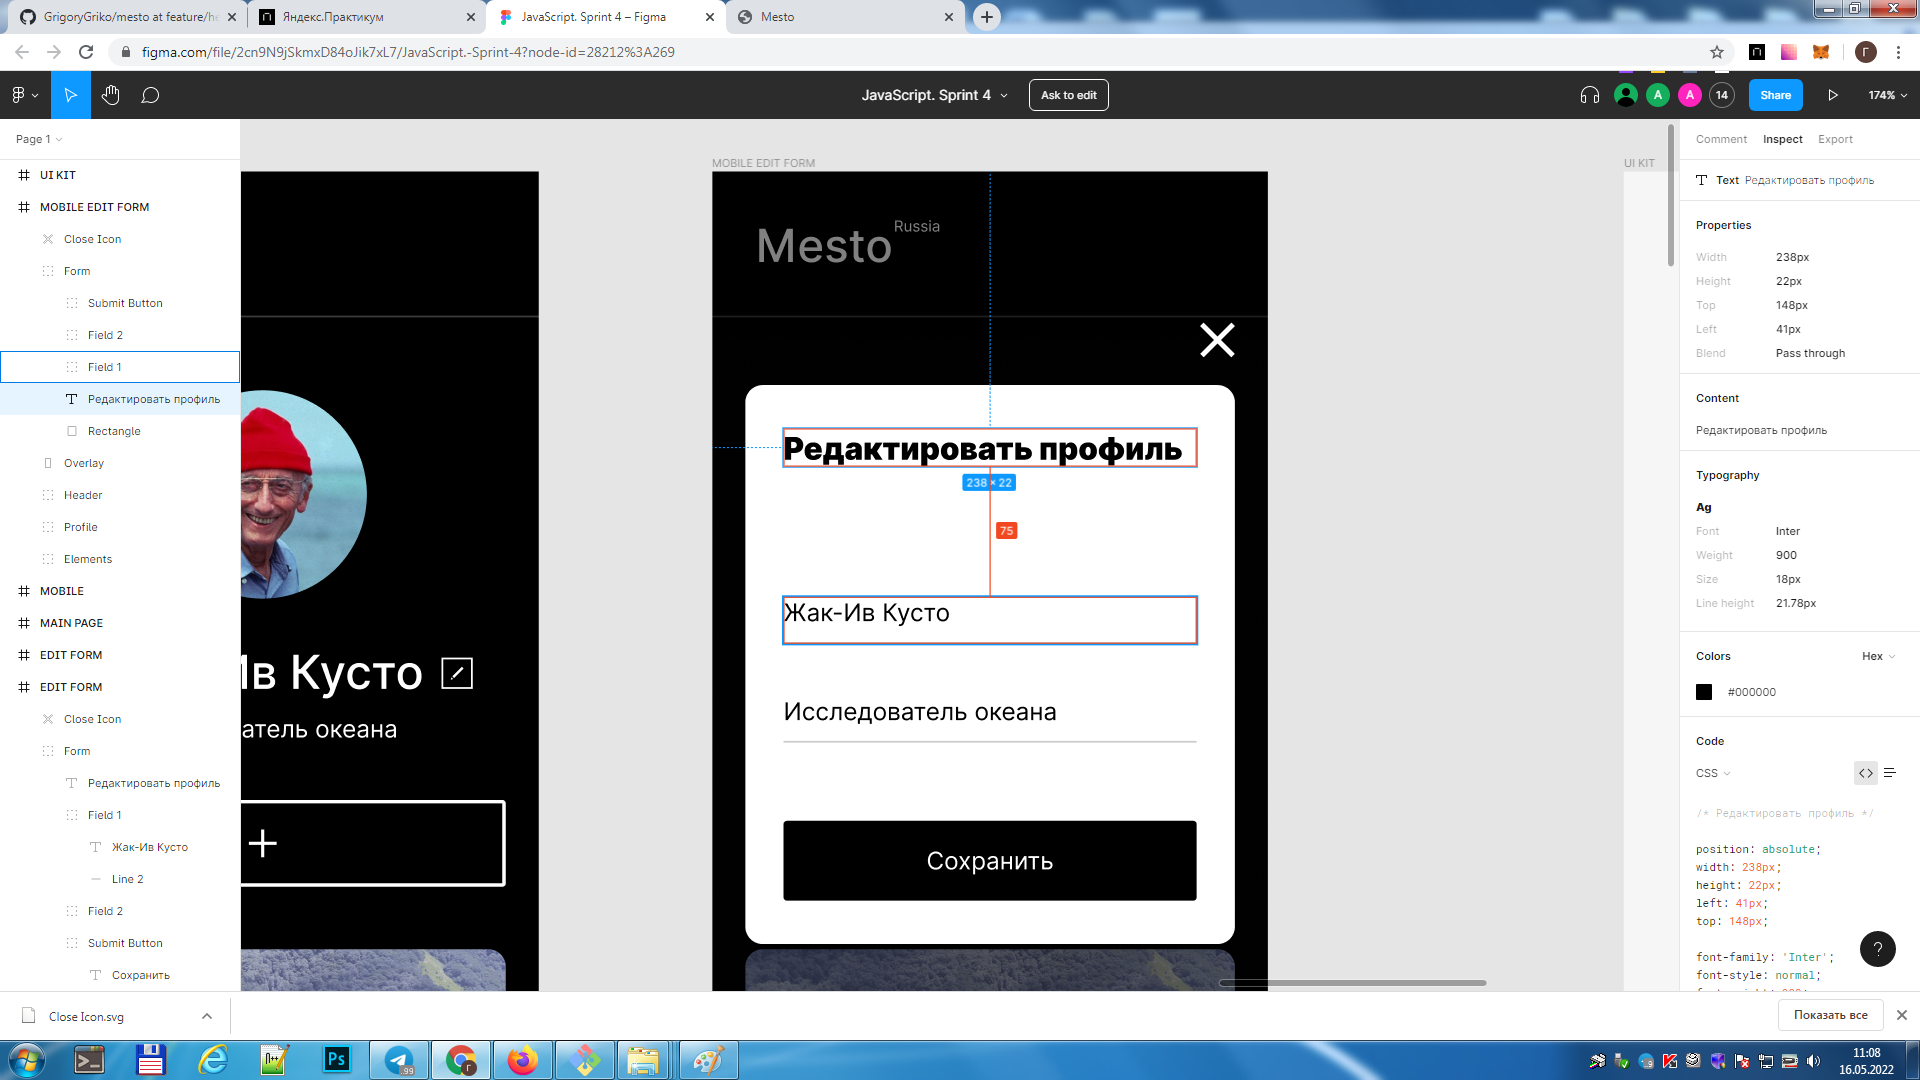 GrigoryGriko/mesto at feature/he
Яндекс.Практикум
JavaScript. Sprint 4 – Figma
Mesto
figma.com/file/2cn9N9jSkmxD84oJik7xL7/JavaScript.-Sprint-4?node-id=28212%3A269
Г
JavaScript. Sprint 4
Ask to edit
A
A
14
Share
174%
Page 1
UI KIT
MOBILE EDIT FORM
Close Icon
Form
Submit Button
Field 2
Field 1
Редактировать профиль
Rectangle
Overlay
Header
Profile
Elements
MOBILE
MAIN PAGE
EDIT FORM
EDIT FORM
Close Icon
Form
Редактировать профиль
Field 1
Жак-Ив Кусто
Line 2
Field 2
Submit Button
Сохранить
Ив Кусто
атель океана
MOBILE EDIT FORM
Mesto
Russia
Редактировать профиль
238 × 22
75
Жак-Ив Кусто
Исследователь океана
Сохранить
UI KIT
Comment Inspect Export
Text Редактировать профиль
Properties
Width 238px
Height 22px
Top 148px
Left 41px
Blend Pass through
Content
Редактировать профиль
Typography
Ag
Font Inter
Weight 900
Size 18px
Line height 21.78px
Colors Hex
#000000
Code
CSS
/* Редактировать профиль */
position: absolute;
width: 238px;
height: 22px;
left: 41px;
top: 148px;
font-family: 'Inter';
font-style: normal;
?
Close Icon.svg
Показать все
Ps
99
Г
11:08
16.05.2022